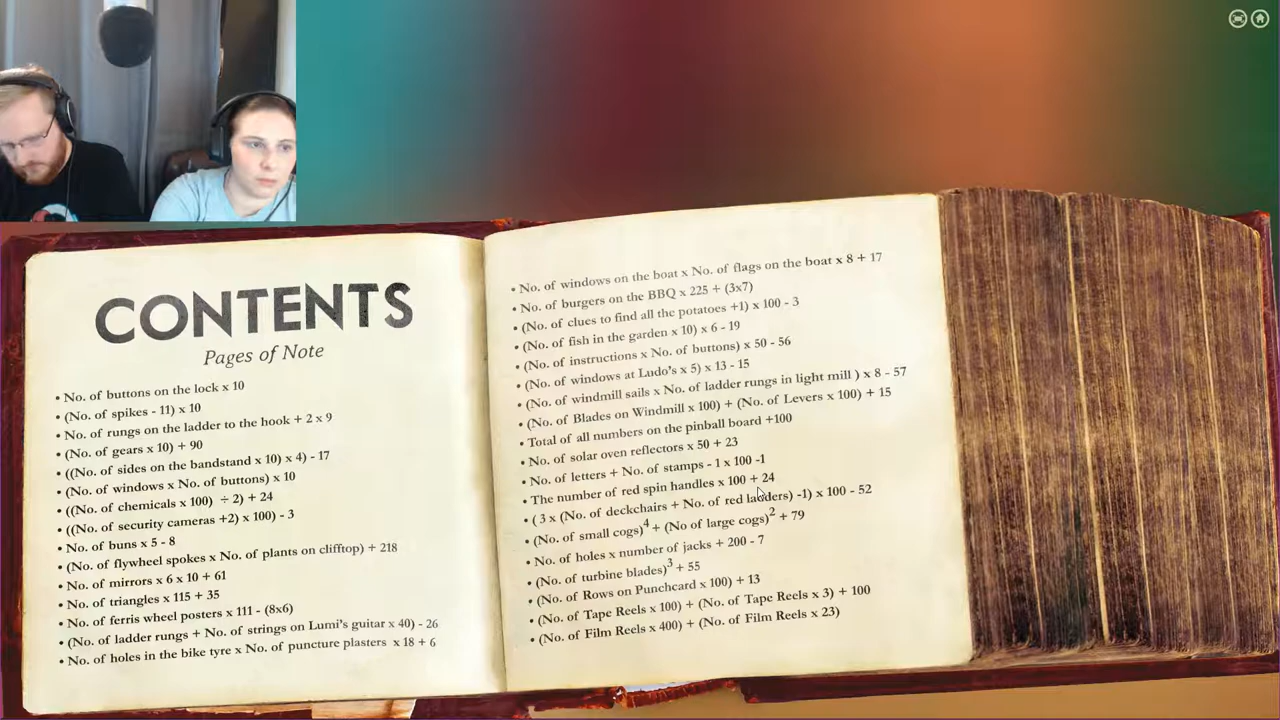 CONTENTS
Pages of Note
• No. of buttons on the lock x 10
• (No. of spikes - 11) x 10
• No. of rungs on the ladder to the hook + 2 x 9
• (No. of gears x 10) + 90
• ((No. of sides on the bandstand x 10) x 4) - 17
• (No. of windows x No. of buttons) x 10
• ((No. of chemicals x 100) ÷ 2) + 24
• ((No. of security cameras +2) x 100) - 3
• No. of buns x 5 - 8
• (No. of flywheel spokes x No. of plants on clifftop) + 218
• No. of mirrors x 6 x 10 + 61
• No. of triangles x 115 + 35
• No. of ferris wheel posters x 111 - (8x6)
• (No. of ladder rungs + No. of strings on Lumi's guitar x 40) - 26
• No. of holes in the bike tyre x No. of puncture plasters x 18 + 6
• No. of windows on the boat x No. of flags on the boat x 8 + 17
• No. of burgers on the BBQ x 225 + (3x7)
• (No. of clues to find all the potatoes +1) x 100 - 3
• (No. of fish in the garden x 10) x 6 - 19
• (No. of instructions x No. of buttons) x 50 - 56
• (No. of windows at Ludo's x 5) x 13 - 15
• (No. of windmill sails x No. of ladder rungs in light mill ) x 8 - 57
• (No. of Blades on Windmill x 100) + (No. of Levers x 100) + 15
• Total of all numbers on the pinball board +100
• No. of solar oven reflectors x 50 + 23
• No. of letters + No. of stamps - 1 x 100 -1
• The number of red spin handles x 100 + 24
• ( 3 x (No. of deckchairs + No. of red ladders) -1) x 100 - 52
• (No. of small cogs)⁴ + (No of large cogs)² + 79
• No. of holes x number of jacks + 200 - 7
• (No. of turbine blades)³ + 55
• (No. of Rows on Punchcard x 100) + 13
• (No. of Tape Reels x 100) + (No. of Tape Reels x 3) + 100
• (No. of Film Reels x 400) + (No. of Film Reels x 23)